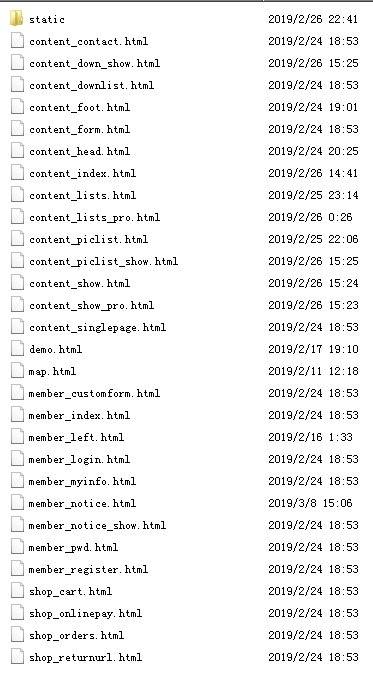 static 2019/2/26 22:41
content_contact.html 2019/2/24 18:53
content_down_show.html 2019/2/26 15:25
content_downlist.html 2019/2/24 18:53
content_foot.html 2019/2/24 19:01
content_form.html 2019/2/24 18:53
content_head.html 2019/2/24 20:25
content_index.html 2019/2/26 14:41
content_lists.html 2019/2/25 23:14
content_lists_pro.html 2019/2/26 0:26
content_piclist.html 2019/2/25 22:06
content_piclist_show.html 2019/2/26 15:25
content_show.html 2019/2/26 15:24
content_show_pro.html 2019/2/26 15:23
content_singlepage.html 2019/2/24 18:53
demo.html 2019/2/17 19:10
map.html 2019/2/11 12:18
member_customform.html 2019/2/24 18:53
member_index.html 2019/2/24 18:53
member_left.html 2019/2/16 1:33
member_login.html 2019/2/24 18:53
member_myinfo.html 2019/2/24 18:53
member_notice.html 2019/3/8 15:06
member_notice_show.html 2019/2/24 18:53
member_pwd.html 2019/2/24 18:53
member_register.html 2019/2/24 18:53
shop_cart.html 2019/2/24 18:53
shop_onlinepay.html 2019/2/24 18:53
shop_orders.html 2019/2/24 18:53
shop_returnurl.html 2019/2/24 18:53